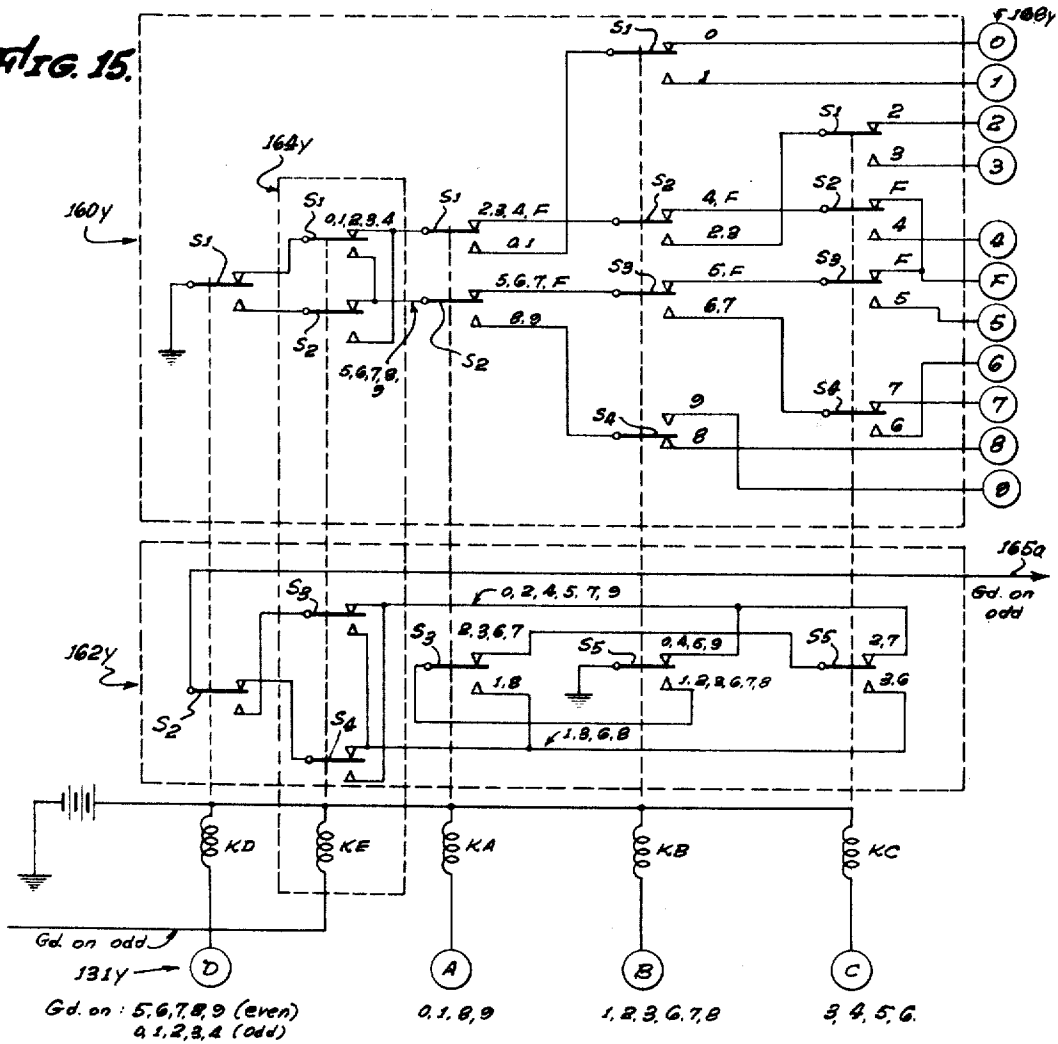 FIG. 15.
168y
S1
0
0
1
1
164y
S1
2
2
3
3
160y
S1
0,1,2,3,4
S1
2,3,4,F
S2
4,F
S2
F
0,1
2,3
4
4
S1
S3
S3
F
F
5,6,7,F
5,F
5
5
S2
8,9
6,7
6
S2
5,6,7,8,
9
S4
7
7
6
S4
9
8
8
9
165a
Gd. on
odd
S3
0,2,4,5,7,9
S3
2,3,6,7
S5
0,4,5,9
S5
2,7
162y
1,8
1,2,3,6,7,8
3,6
S2
S4
1,3,6,8
KD
KE
KA
KB
KC
Gd. on odd
131y
D
A
B
C
Gd. on : 5,6,7,8,9 (even)
0,1,2,3,4 (odd)
0,1,8,9
1,2,3,6,7,8
3,4,5,6.